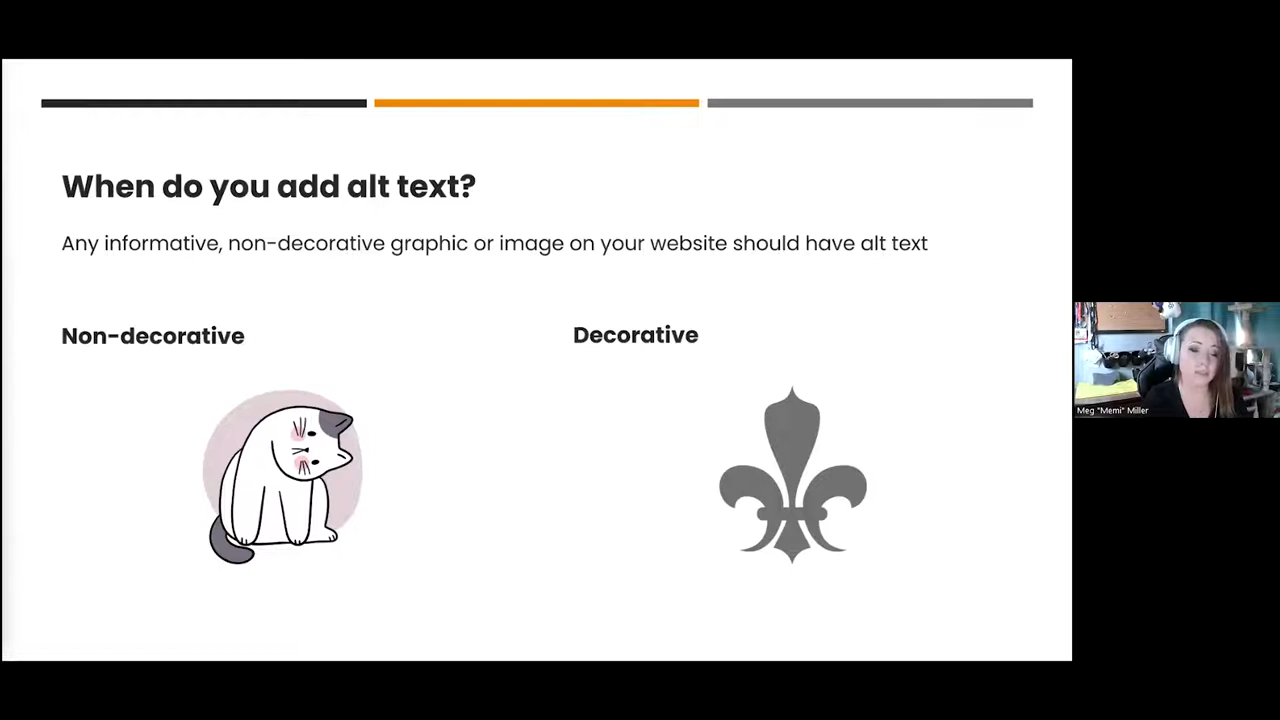 When do you add alt text?
Any informative, non-decorative graphic or image on your website should have alt text
Non-decorative
Decorative
Meg "Memi" Miller